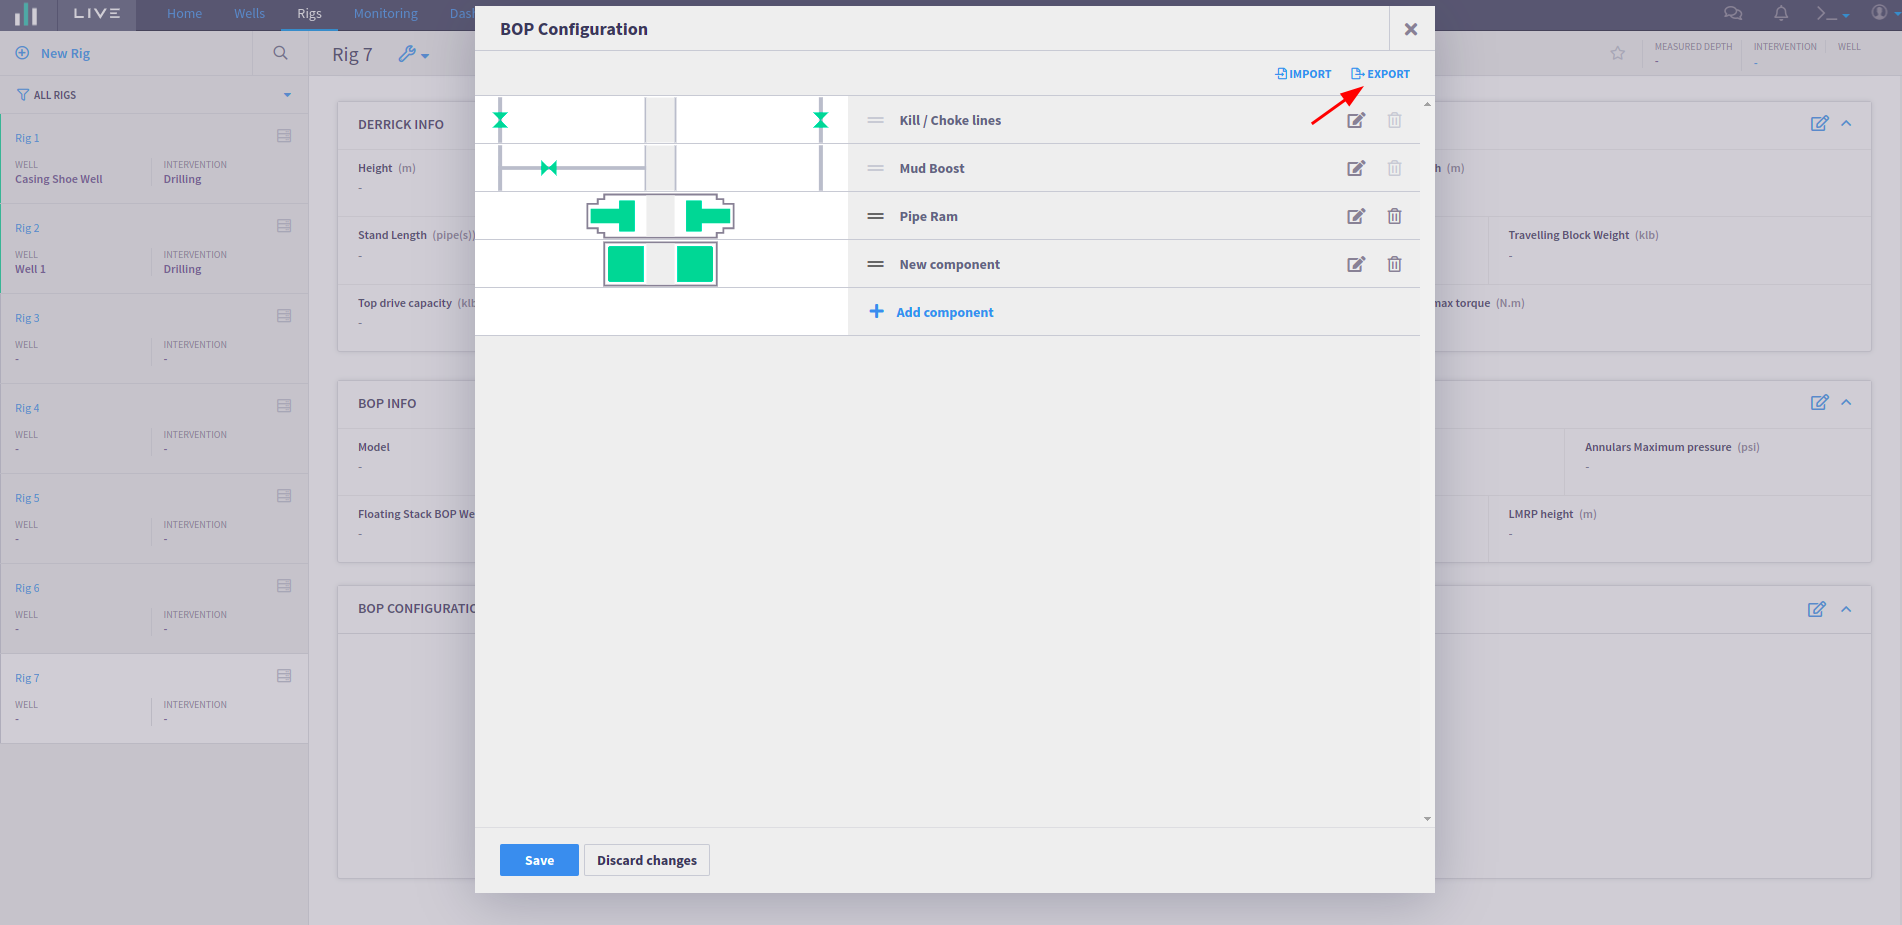 LIVE Home Wells Rigs Monitoring Das
BOP Configuration
New Rig
Rig 7
MEASURED DEPTH INTERVENTION WELL
- -
IMPORT EXPORT
ALL RIGS
Rig 1
WELL INTERVENTION
Casing Shoe Well Drilling
Rig 2
WELL INTERVENTION
Well 1 Drilling
Rig 3
WELL INTERVENTION
- -
Rig 4
WELL INTERVENTION
- -
Rig 5
WELL INTERVENTION
- -
Rig 6
WELL INTERVENTION
- -
Rig 7
WELL INTERVENTION
- -
DERRICK INFO
Height (m)
-
Stand Length (pipe(s))
-
Top drive capacity (klb
-
BOP INFO
Model
-
Floating Stack BOP We
-
BOP CONFIGURATIO
Kill / Choke lines
Mud Boost
Pipe Ram
New component
Add component
Save Discard changes
h (m)
Travelling Block Weight (klb)
-
max torque (N.m)
Annulars Maximum pressure (psi)
-
LMRP height (m)
-